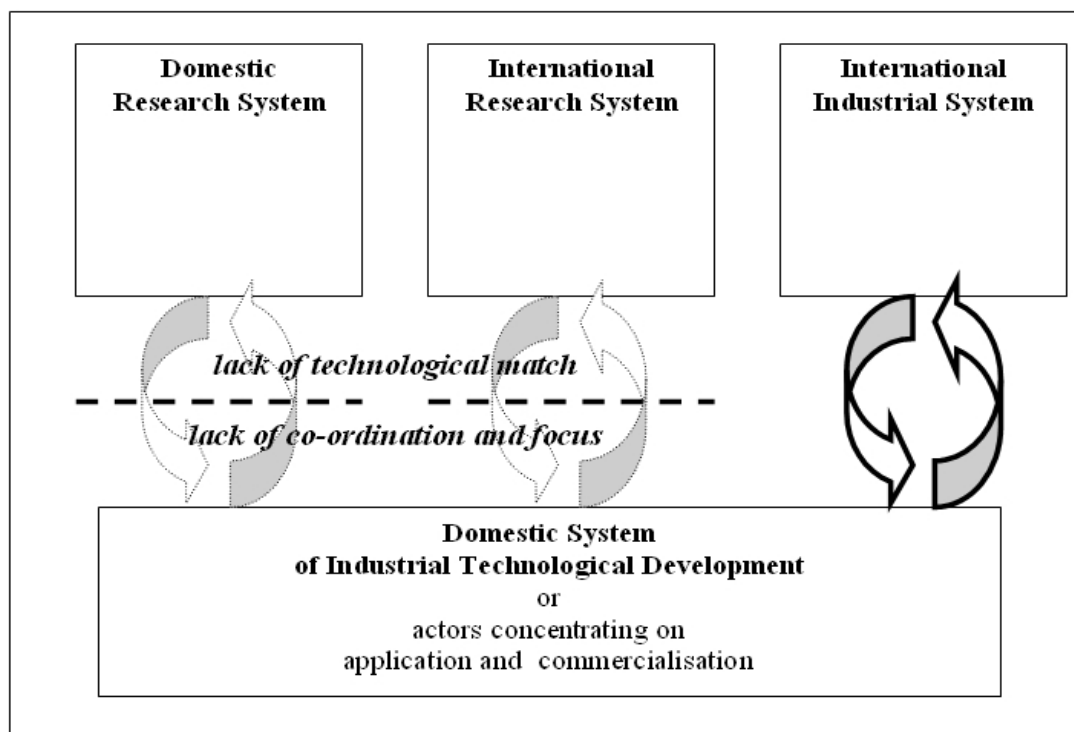 Domestic
Research System
International
Research System
International
Industrial System
lack of technological match
lack of co-ordination and focus
Domestic System
of Industrial Technological Development
or
actors concentrating on
application and commercialisation